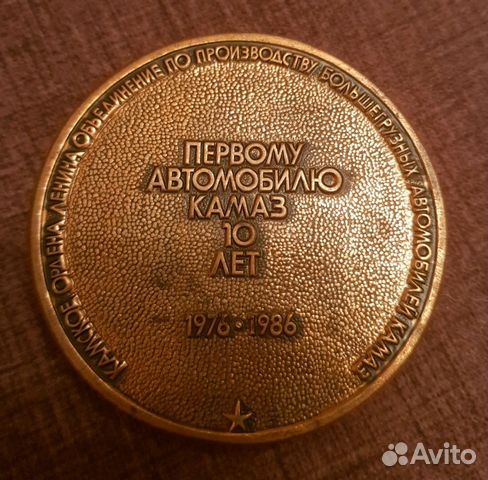 КАМСКОЕ ОРДЕНА ЛЕНИНА ОБЪЕДИНЕНИЕ ПО ПРОИЗВОДСТВУ БОЛЬШЕГРУЗНЫХ АВТОМОБИЛЕЙ КАМАЗ
ПЕРВОМУ
АВТОМОБИЛЮ
КАМАЗ
10
ЛЕТ
1976·1986
Avito